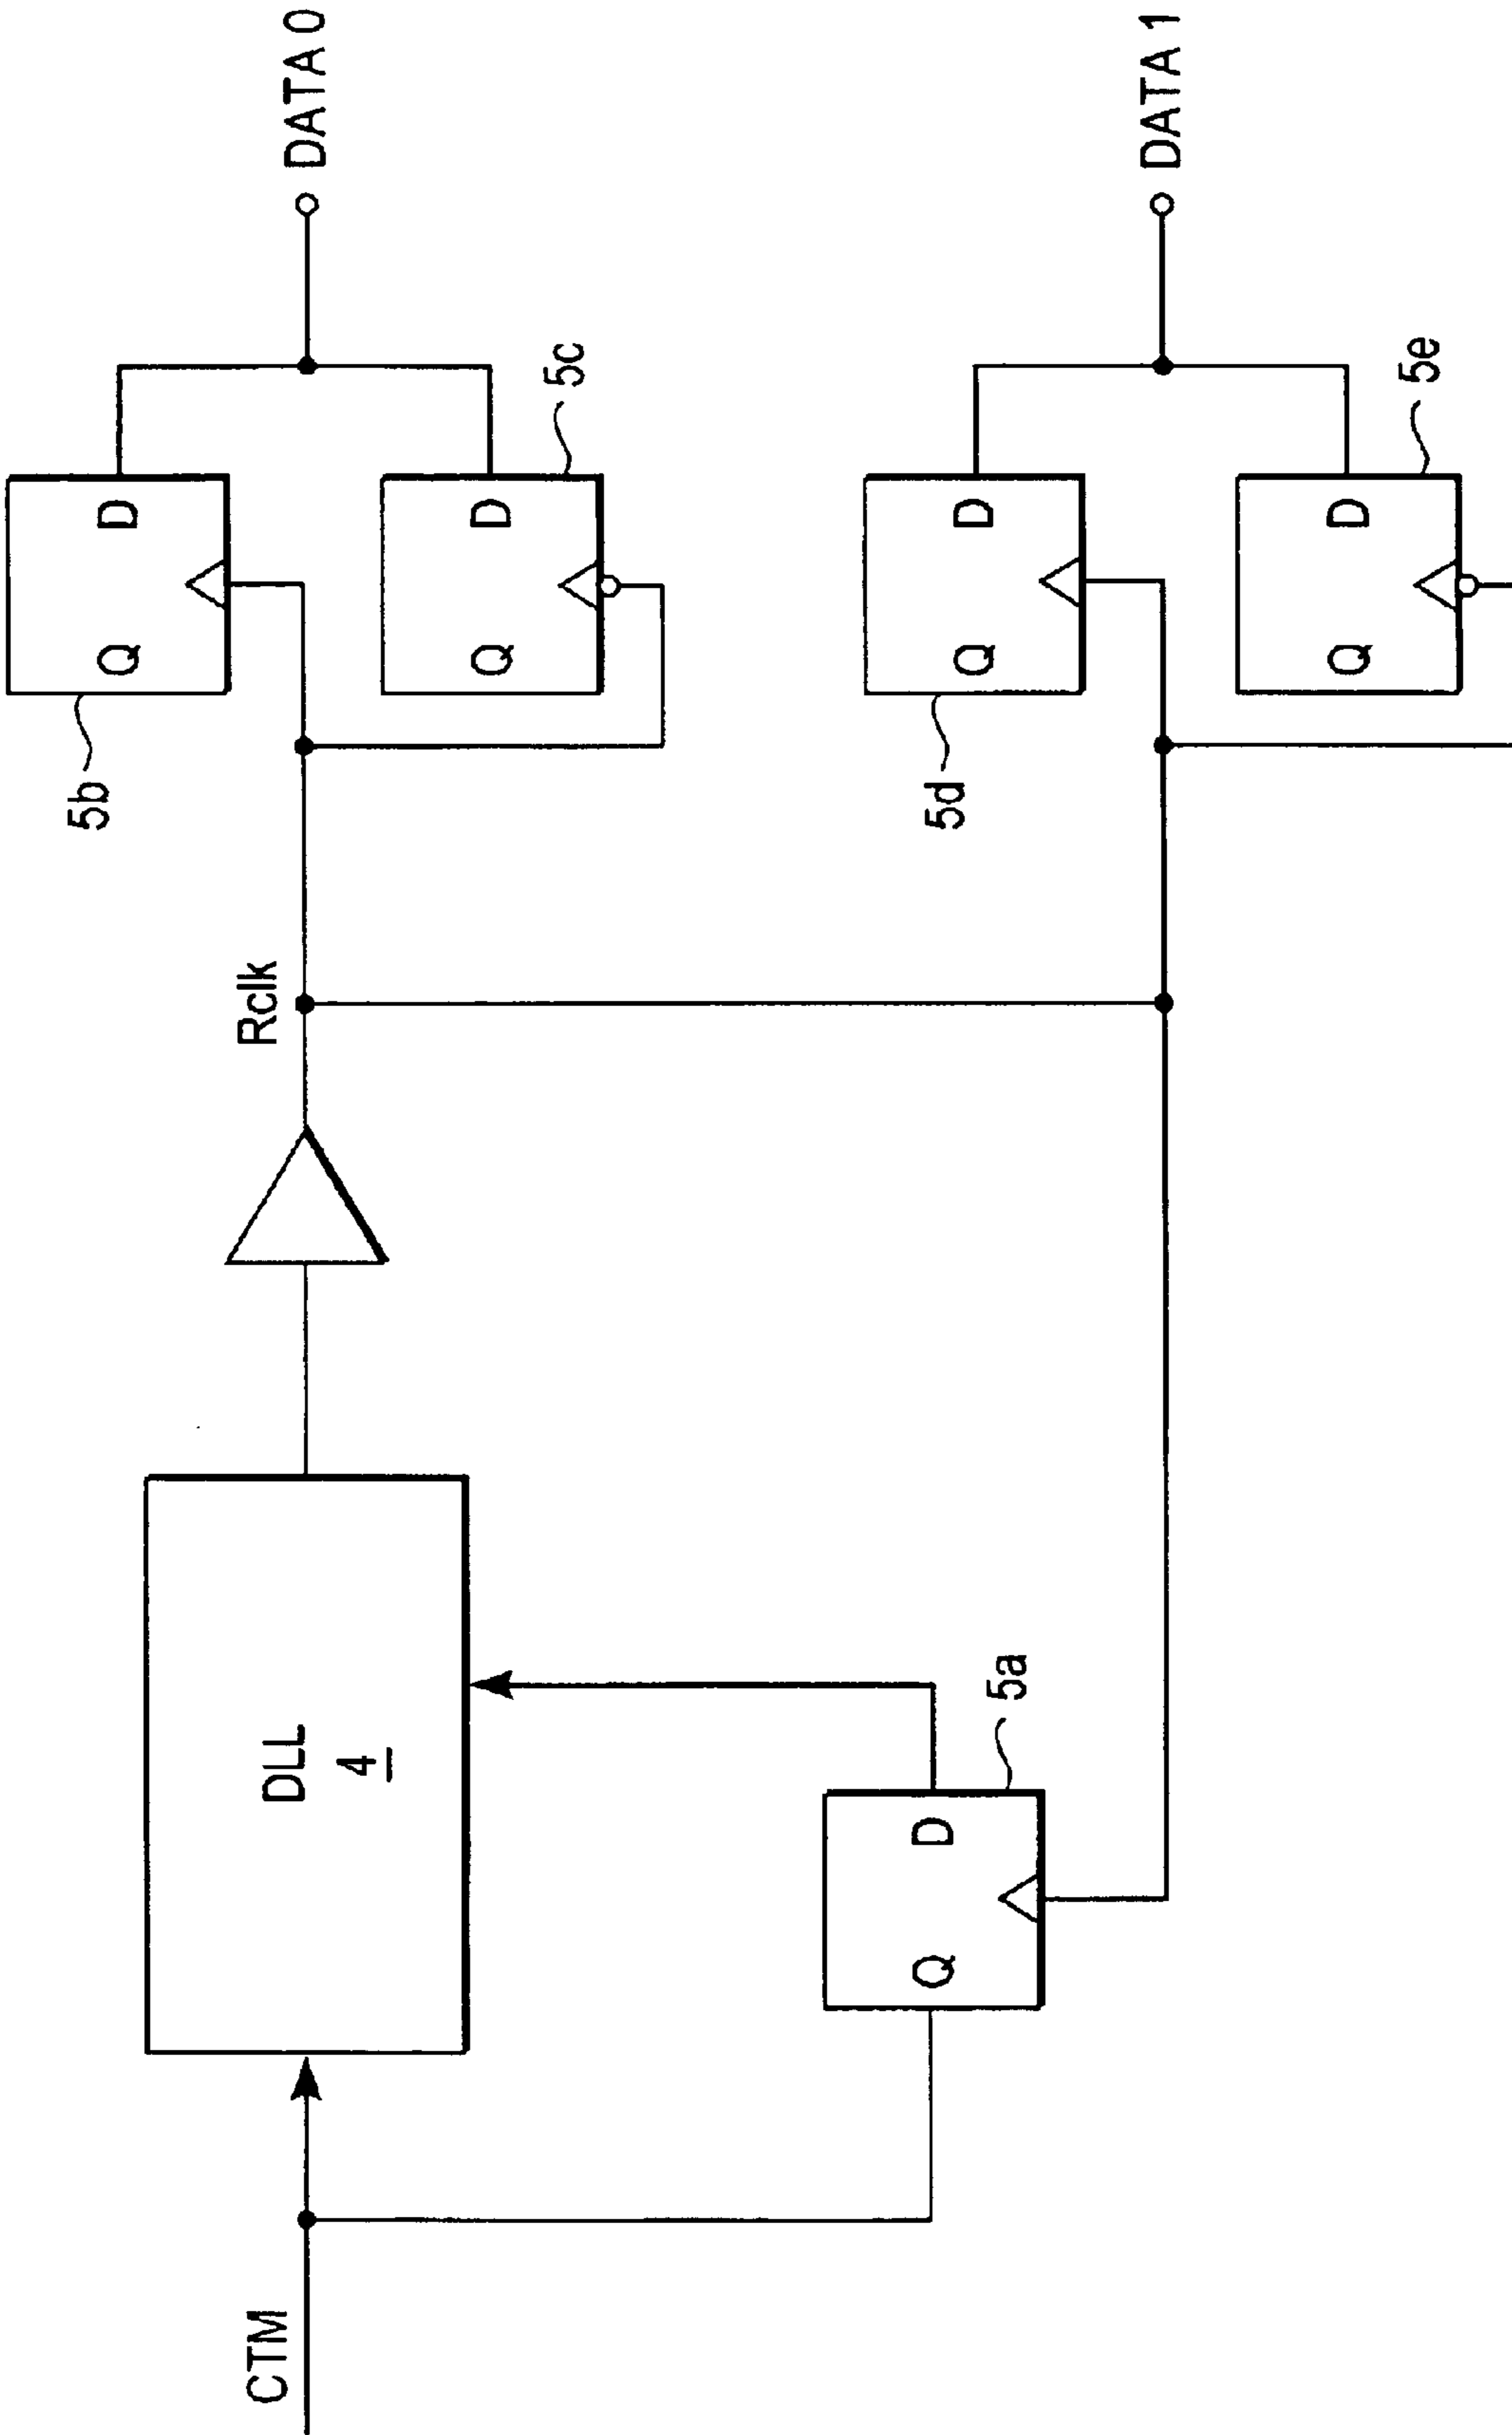 DATA 0
5b
Q D
5c
Q D
Rclk
DLL
4
CTM
DATA 1
5d
Q D
5e
Q D
5a
Q D